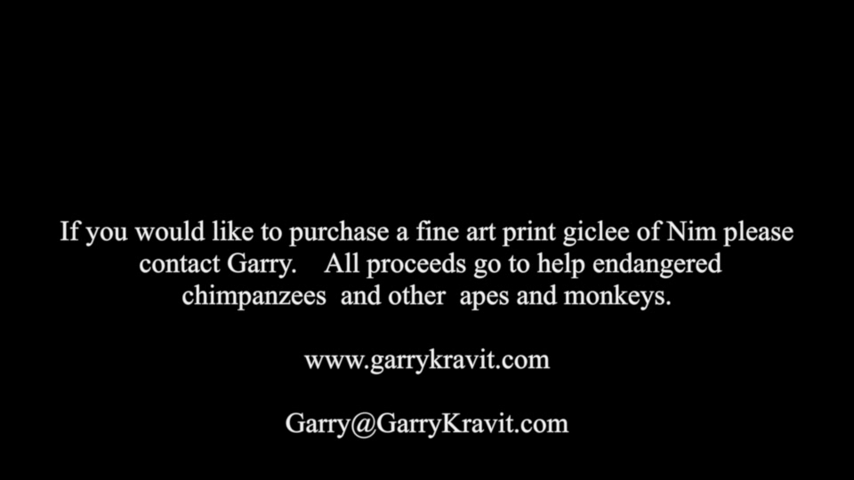 If you would like to purchase a fine art print giclee of Nim please
contact Garry.    All proceeds go to help endangered
chimpanzees  and other  apes and monkeys.
www.garrykravit.com
Garry@GarryKravit.com